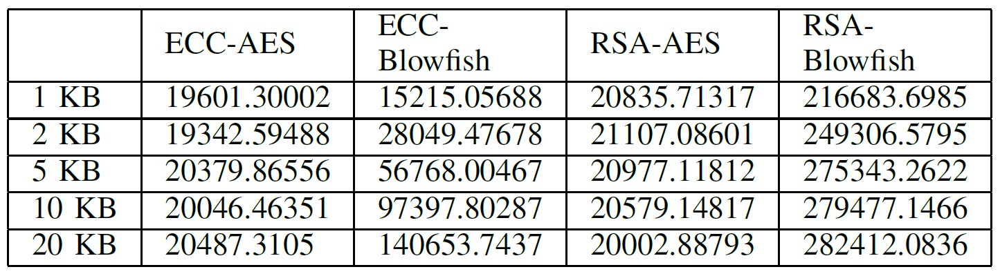 ECC-AES ECC-Blowfish RSA-AES RSA-Blowfish
1 KB 19601.30002 15215.05688 20835.71317 216683.6985
2 KB 19342.59488 28049.47678 21107.08601 249306.5795
5 KB 20379.86556 56768.00467 20977.11812 275343.2622
10 KB 20046.46351 97397.80287 20579.14817 279477.1466
20 KB 20487.3105 140653.7437 20002.88793 282412.0836